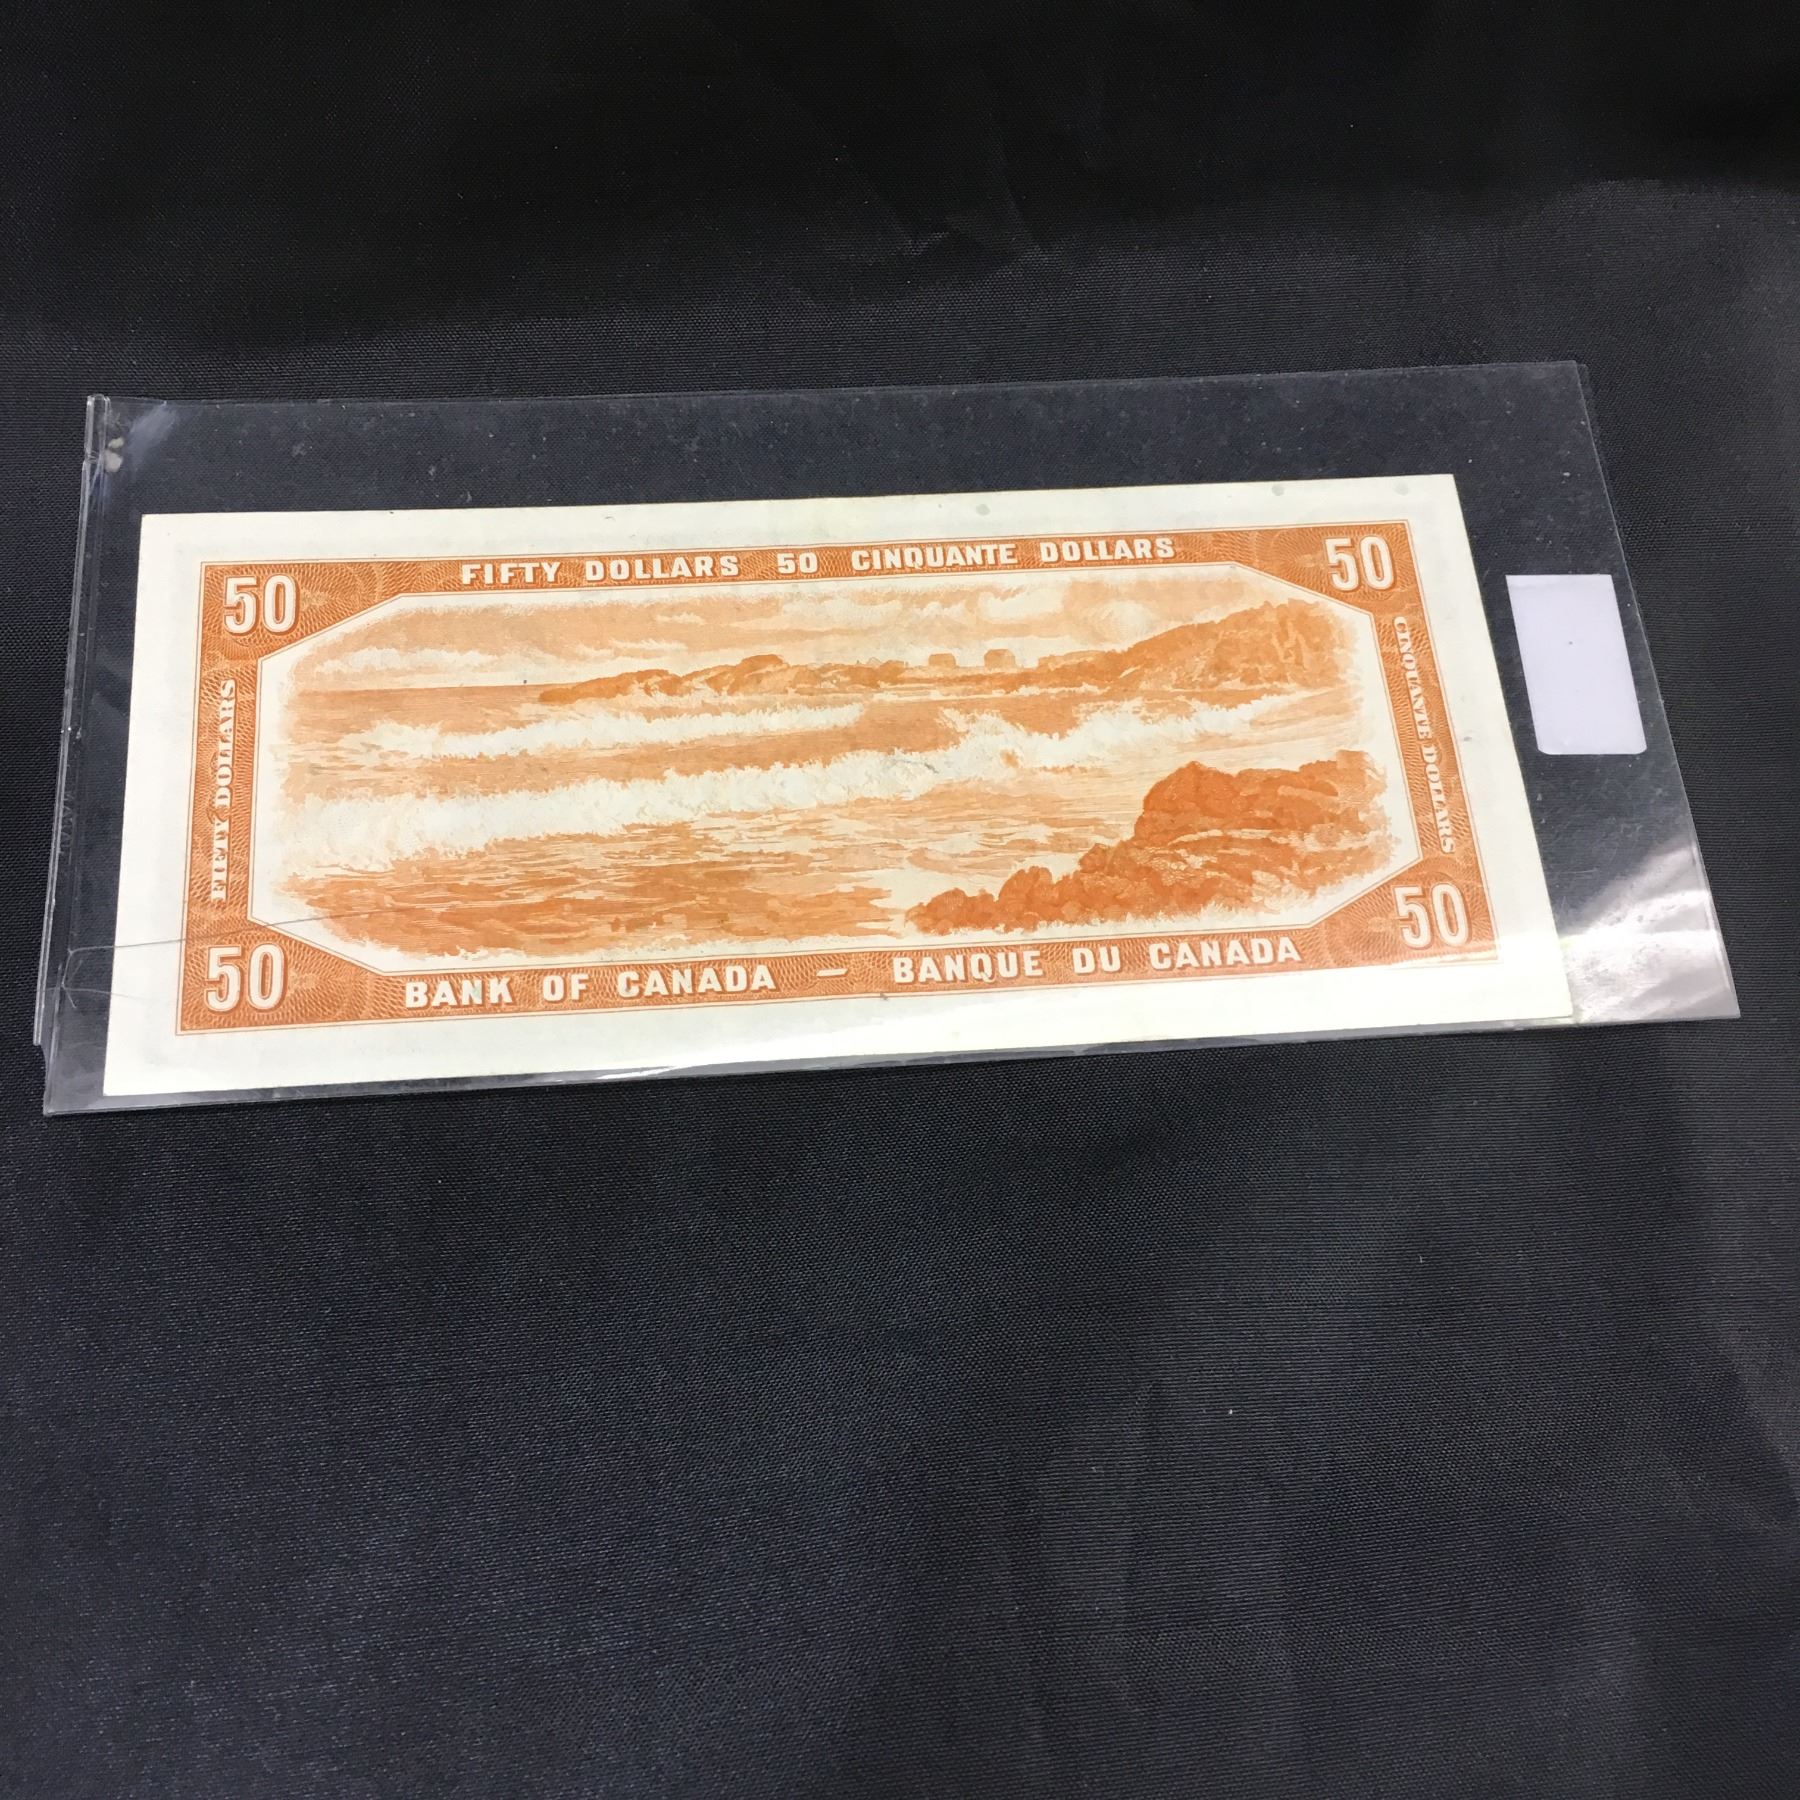 50 FIFTY DOLLARS 50 CINQUANTE DOLLARS 50
FIFTY DOLLARS
CINQUANTE DOLLARS
50 BANK OF CANADA — BANQUE DU CANADA 50